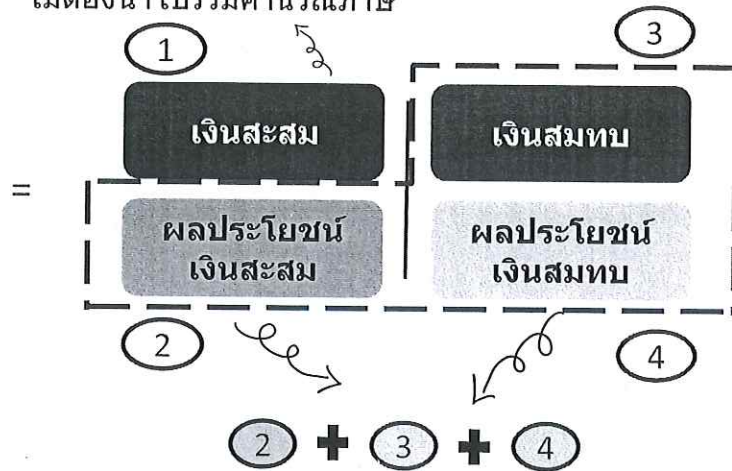 ไม่ต้องนำไปรวมคำนวณภาษี
1
3
เงินสะสม
เงินสมทบ
=
ผลประโยชน์
เงินสะสม
ผลประโยชน์
เงินสมทบ
2
4
2 + 3 + 4